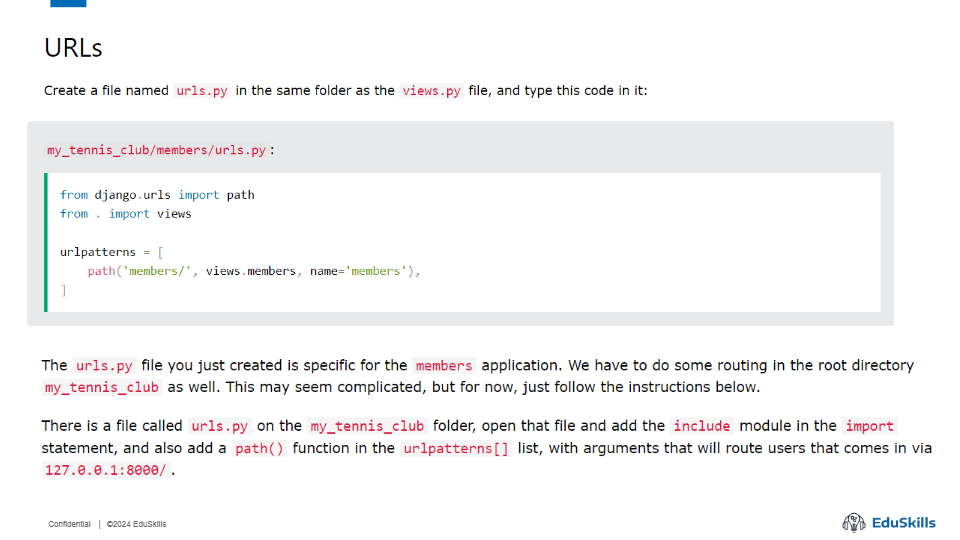 URLs
Create a file named urls.py in the same folder as the views.py file, and type this code in it:
my_tennis_club/members/urls.py:
from django.urls import path
from . import views
urlpatterns = [
    path('members/', views.members, name='members'),
]
The urls.py file you just created is specific for the members application. We have to do some routing in the root directory
my_tennis_club as well. This may seem complicated, but for now, just follow the instructions below.
There is a file called urls.py on the my_tennis_club folder, open that file and add the include module in the import
statement, and also add a path() function in the urlpatterns[] list, with arguments that will route users that comes in via
127.0.0.1:8000/.
Confidential | ©2024 EduSkills
EduSkills